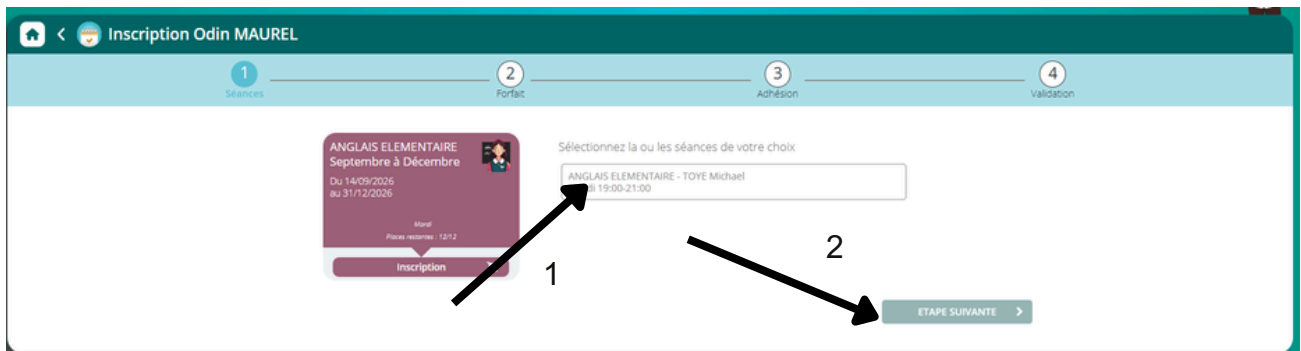 Inscription Odin MAUREL
1
2
3
4
Séances
Forfait
Adhésion
Validation
ANGLAIS ELEMENTAIRE
Septembre à Décembre
Du 14/09/2026
au 31/12/2026
Mardi
Places restantes : 12/12
Inscription
Sélectionnez la ou les séances de votre choix
ANGLAIS ELEMENTAIRE - TOYE Michael
di 19:00-21:00
1
2
ETAPE SUIVANTE